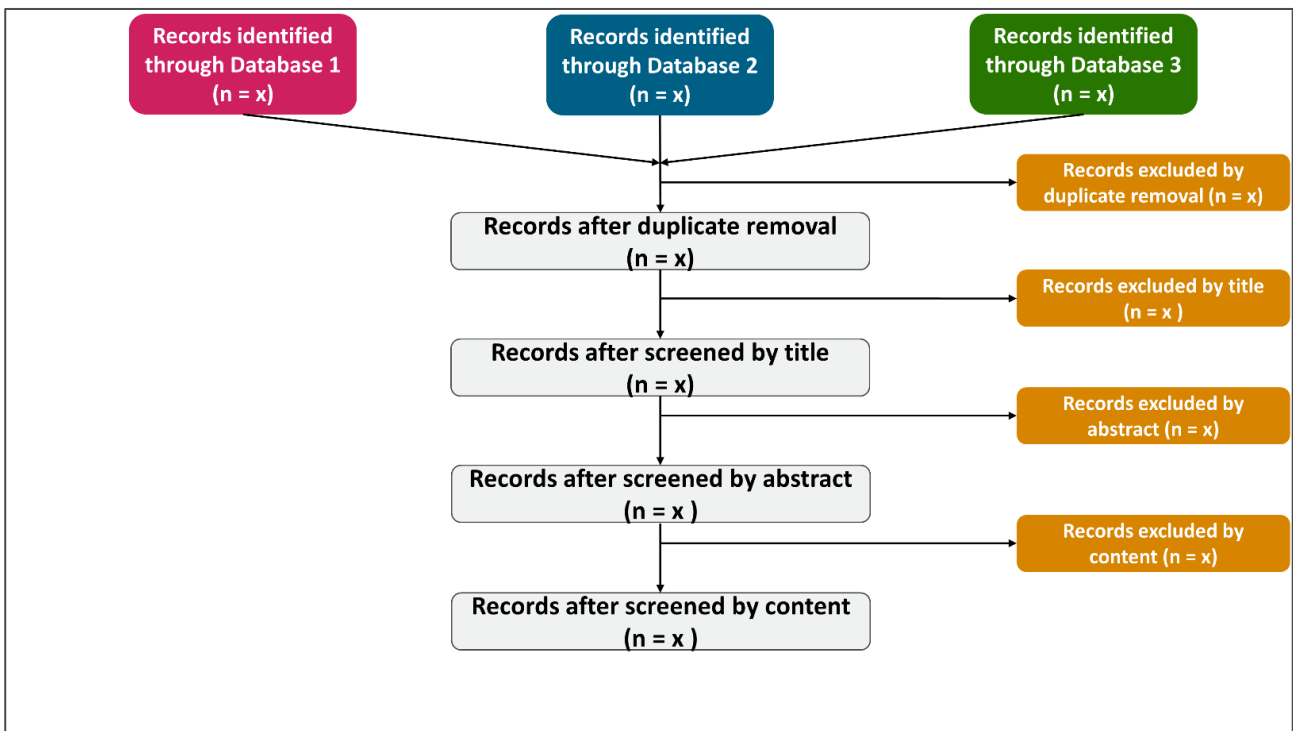 Records identified
through Database 1
(n = x)
Records identified
through Database 2
(n = x)
Records identified
through Database 3
(n = x)
Records excluded by
duplicate removal (n = x)
Records after duplicate removal
(n = x)
Records excluded by title
(n = x )
Records after screened by title
(n = x)
Records excluded by
abstract (n = x)
Records after screened by abstract
(n = x )
Records excluded by
content (n = x)
Records after screened by content
(n = x )